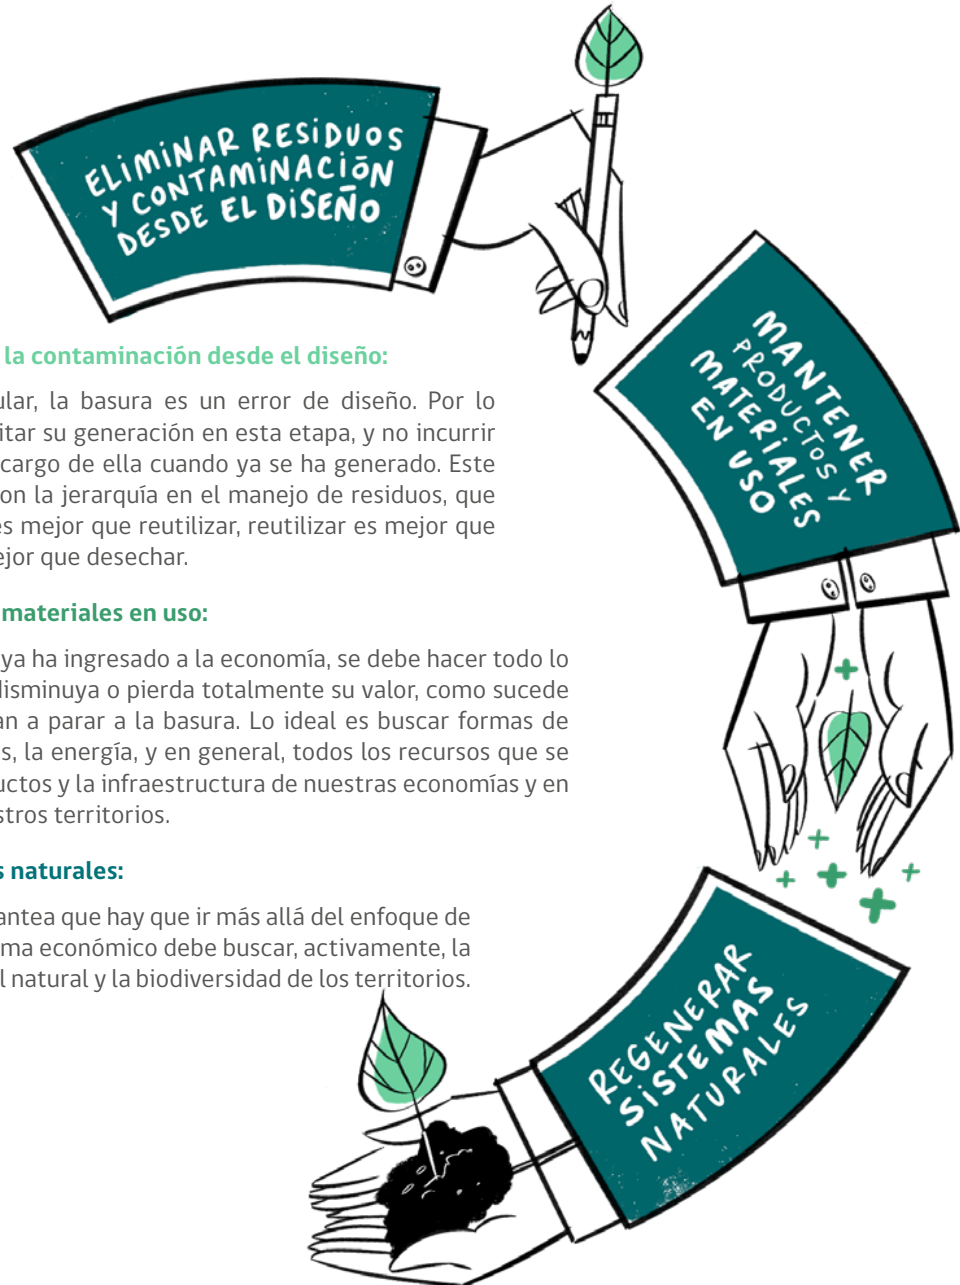 ELIMINAR RESIDUOS
Y CONTAMINACIÓN
DESDE EL DISEÑO
MANTENER
PRODUCTOS Y
MATERIALES
EN USO
la contaminación desde el diseño:
ular, la basura es un error de diseño. Por lo
itar su generación en esta etapa, y no incurrir
cargo de ella cuando ya se ha generado. Este
on la jerarquía en el manejo de residuos, que
es mejor que reutilizar, reutilizar es mejor que
ejor que desechar.
materiales en uso:
ya ha ingresado a la economía, se debe hacer todo lo
disminuya o pierda totalmente su valor, como sucede
an a parar a la basura. Lo ideal es buscar formas de
s, la energía, y en general, todos los recursos que se
uctos y la infraestructura de nuestras economías y en
stros territorios.
s naturales:
antea que hay que ir más allá del enfoque de
ma económico debe buscar, activamente, la
l natural y la biodiversidad de los territorios.
REGENERAR
SISTEMAS
NATURALES